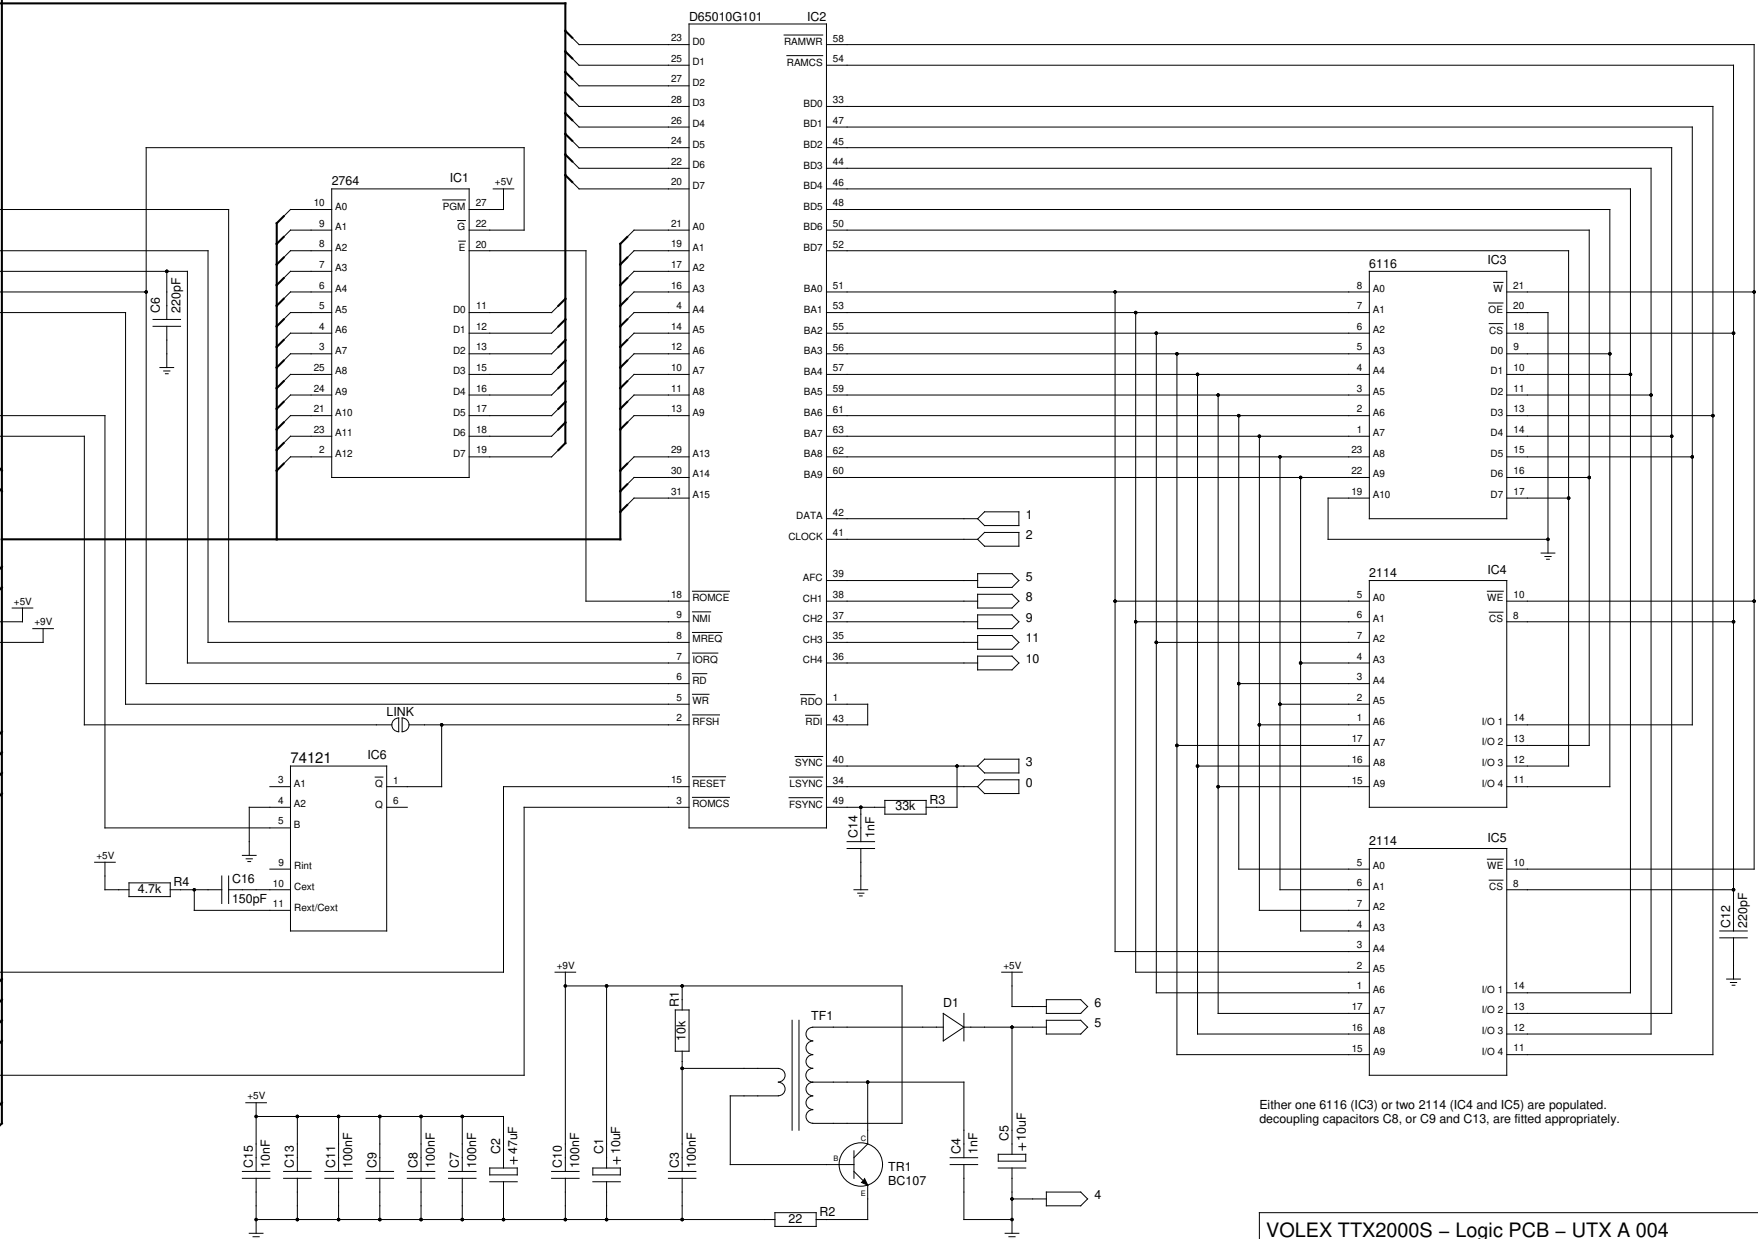 D65010G101 IC2
23 D0
25 D1
27 D2
28 D3
26 D4
24 D5
22 D6
20 D7
21 A0
19 A1
17 A2
16 A3
4 A4
14 A5
12 A6
10 A7
11 A8
13 A9
29 A13
30 A14
31 A15
18 ROMCE
9 NMI
8 MREQ
7 IORQ
6 RD
5 WR
2 RFSH
15 RESET
3 ROMCS
RAMWR 58
RAMCS 54
BD0 33
BD1 47
BD2 45
BD3 44
BD4 46
BD5 48
BD6 50
BD7 52
BA0 51
BA1 53
BA2 55
BA3 56
BA4 57
BA5 59
BA6 61
BA7 63
BA8 62
BA9 60
DATA 42 1
CLOCK 41 2
AFC 39 5
CH1 38 8
CH2 37 9
CH3 35 11
CH4 36 10
RDO 1
RDI 43
SYNC 40 3
LSYNC 34 0
FSYNC 49
33k R3
C14 1nF
2764 IC1
10 A0
9 A1
8 A2
7 A3
6 A4
5 A5
4 A6
3 A7
25 A8
24 A9
21 A10
23 A11
2 A12
PGM 27
+5V
G 22
E 20
D0 11
D1 12
D2 13
D3 15
D4 16
D5 17
D6 18
D7 19
C6 220pF
+5V
+9V
LINK
74121 IC6
3 A1
4 A2
5 B
9 Rint
10 Cext
11 Rext/Cext
Q 1
Q 6
+5V
4.7k R4
C16
150pF
6116 IC3
8 A0
7 A1
6 A2
5 A3
4 A4
3 A5
2 A6
1 A7
23 A8
22 A9
19 A10
W 21
OE 20
CS 18
D0 9
D1 10
D2 11
D3 13
D4 14
D5 15
D6 16
D7 17
2114 IC4
5 A0
6 A1
7 A2
4 A3
3 A4
2 A5
1 A6
17 A7
16 A8
15 A9
WE 10
CS 8
I/O 1 14
I/O 2 13
I/O 3 12
I/O 4 11
2114 IC5
5 A0
6 A1
7 A2
4 A3
3 A4
2 A5
1 A6
17 A7
16 A8
15 A9
WE 10
CS 8
I/O 1 14
I/O 2 13
I/O 3 12
I/O 4 11
C12 220pF
+5V
C15 10nF
C13
C11 100nF
C9
C8 100nF
C7 100nF
C2 +47uF
+9V
C10 100nF
C1 +10uF
R1 10k
C3 100nF
TF1
D1
B
C
E
TR1
BC107
22 R2
C4 1nF
C5 +10uF
+5V
6
5
4
Either one 6116 (IC3) or two 2114 (IC4 and IC5) are populated.
decoupling capacitors C8, or C9 and C13, are fitted appropriately.
VOLEX TTX2000S – Logic PCB – UTX A 004